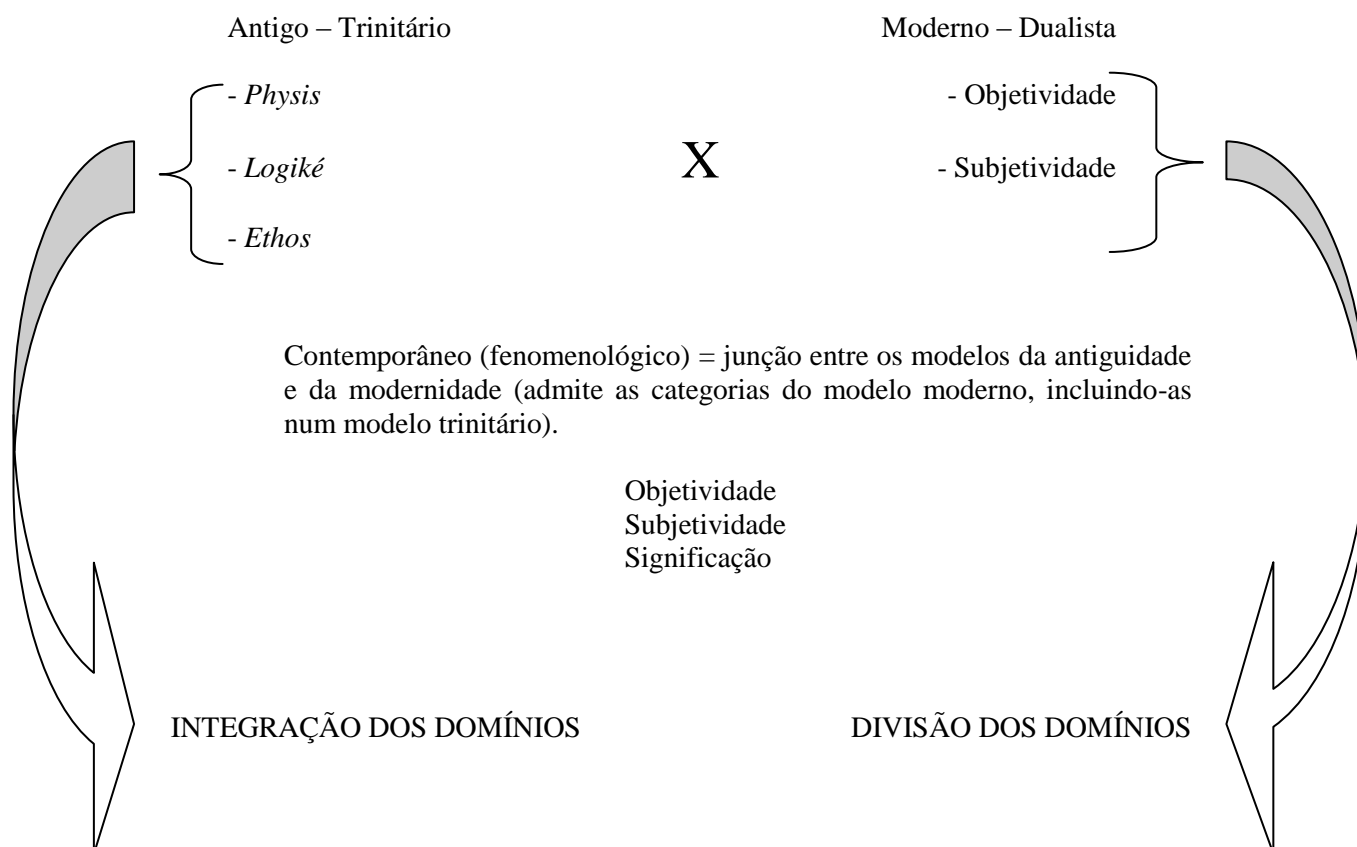 Antigo – Trinitário
Moderno – Dualista
- Physis
- Objetividade
X
- Logiké
- Subjetividade
- Ethos
Contemporâneo (fenomenológico) = junção entre os modelos da antiguidade
e da modernidade (admite as categorias do modelo moderno, incluindo-as
num modelo trinitário).
Objetividade
Subjetividade
Significação
INTEGRAÇÃO DOS DOMÍNIOS
DIVISÃO DOS DOMÍNIOS